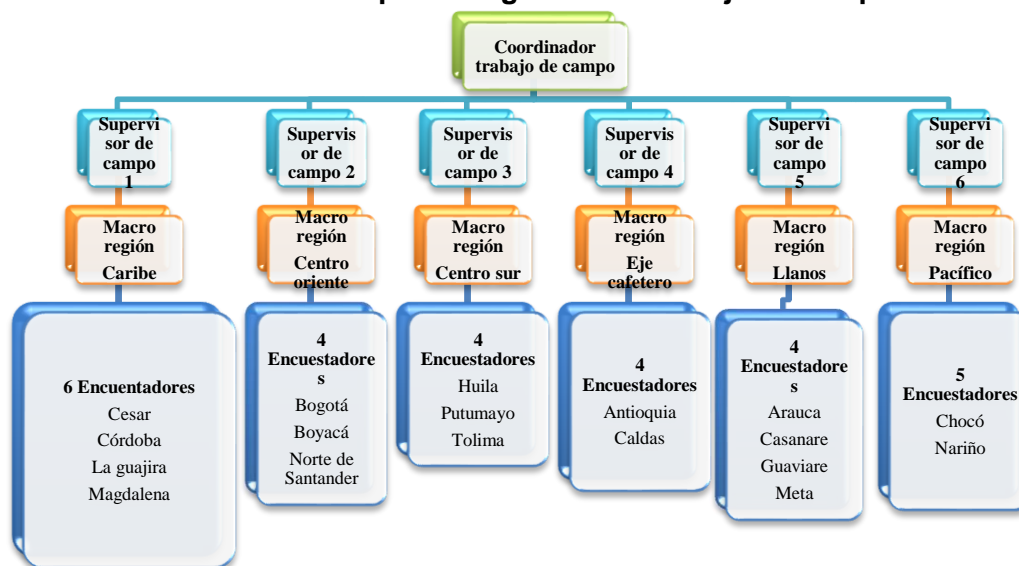 Coordinador
trabajo de campo
Supervi
sor de
campo
1
Supervis
or de
campo 2
Supervis
or de
campo 3
Supervis
or de
campo 4
Supervi
sor de
campo
5
Supervi
sor de
campo
6
Macro
región
Caribe
Macro
región
Centro
oriente
Macro
región
Centro sur
Macro
región
Eje
cafetero
Macro
región
Llanos
Macro
región
Pacífico
6 Encuentadores
Cesar
Córdoba
La guajira
Magdalena
4
Encuestadore
s
Bogotá
Boyacá
Norte de
Santander
4
Encuestadores
Huila
Putumayo
Tolima
4
Encuestadores
Antioquia
Caldas
4
Encuestadore
s
Arauca
Casanare
Guaviare
Meta
5
Encuestadores
Chocó
Nariño